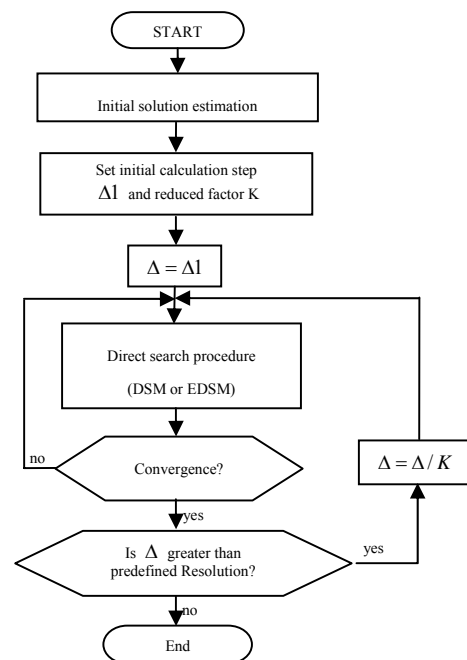 START
Initial solution estimation
Set initial calculation step
Δ1 and reduced factor K
Δ = Δ1
Direct search procedure
(DSM or EDSM)
no
Convergence?
Δ = Δ / K
yes
Is Δ greater than
predefined Resolution?
yes
no
End